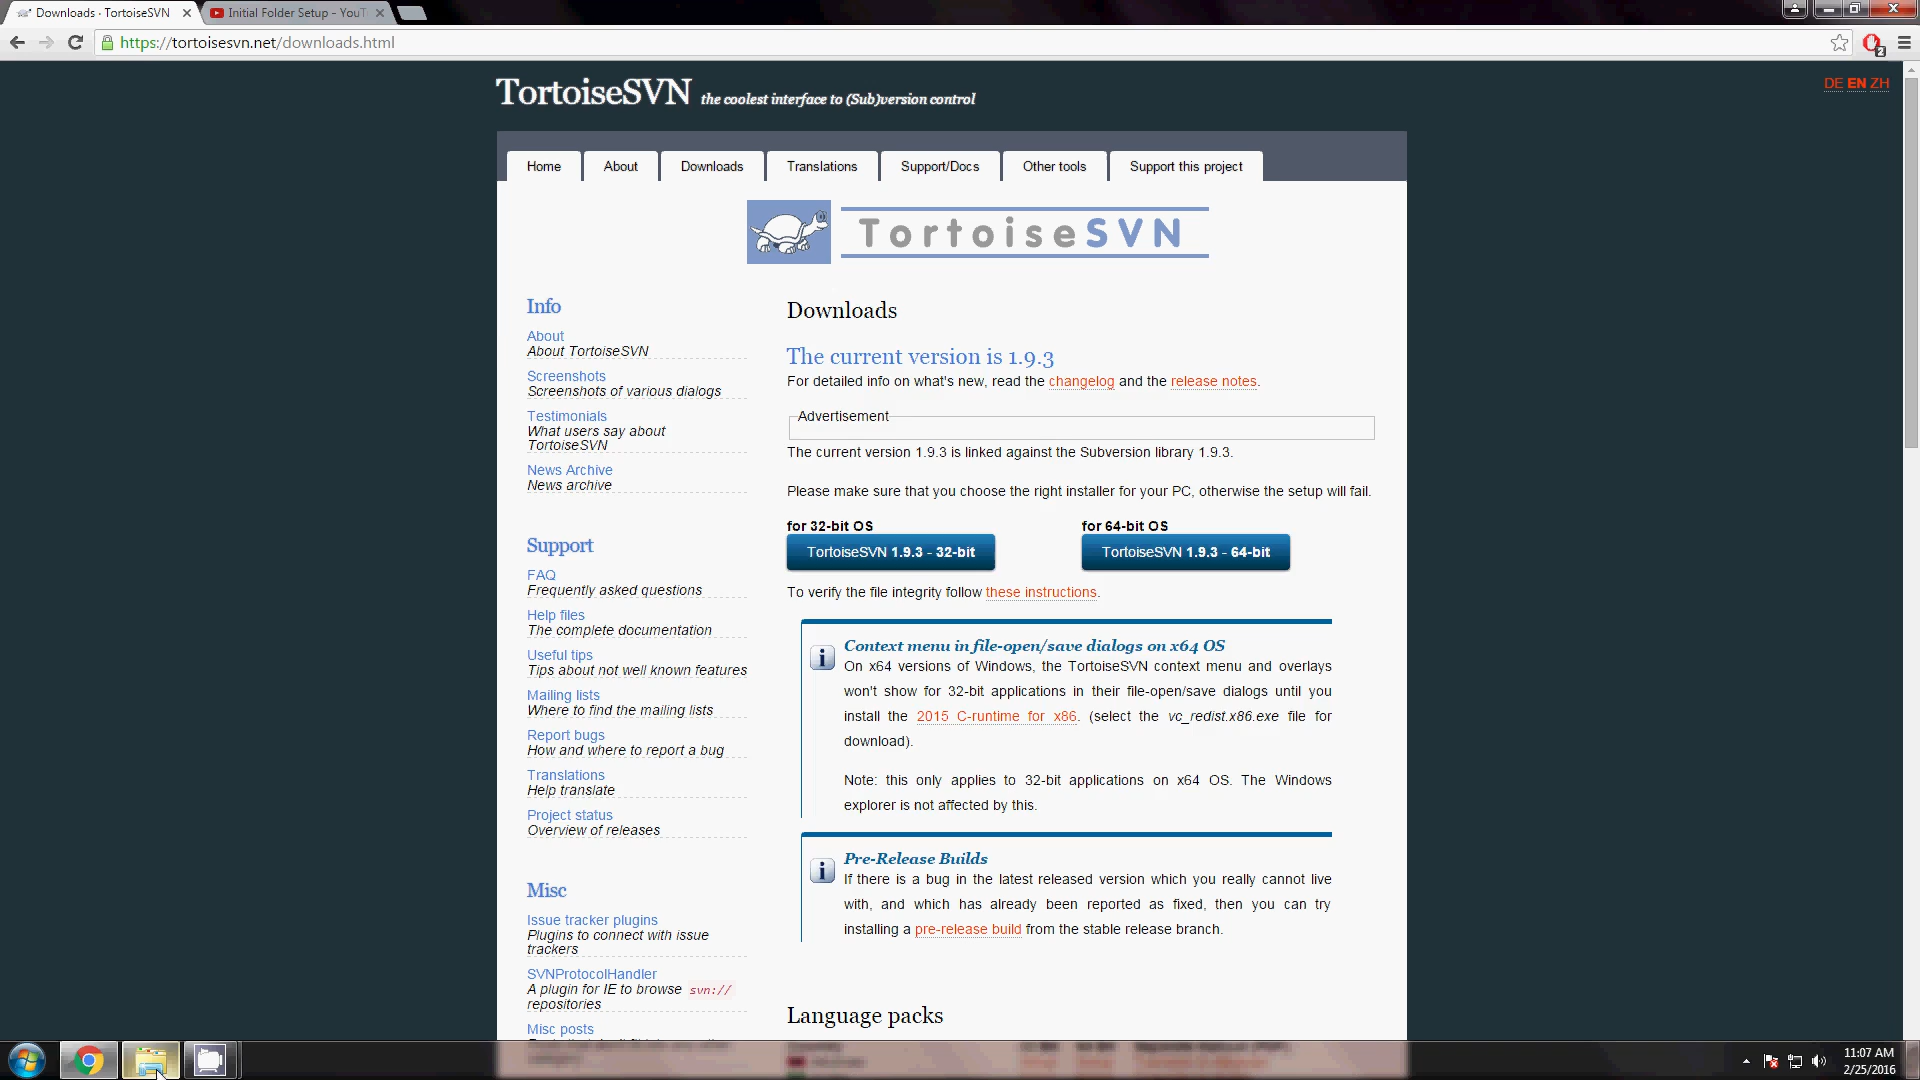 Downloads · TortoiseSVN
Initial Folder Setup - YouT
https://tortoisesvn.net/downloads.html
2
TortoiseSVN the coolest interface to (Sub)version control
DE EN ZH
Home About Downloads Translations Support/Docs Other tools Support this project
TortoiseSVN
Info
About
About TortoiseSVN
Screenshots
Screenshots of various dialogs
Testimonials
What users say about
TortoiseSVN
News Archive
News archive
Support
FAQ
Frequently asked questions
Help files
The complete documentation
Useful tips
Tips about not well known features
Mailing lists
Where to find the mailing lists
Report bugs
How and where to report a bug
Translations
Help translate
Project status
Overview of releases
Misc
Issue tracker plugins
Plugins to connect with issue
trackers
SVNProtocolHandler
A plugin for IE to browse svn://
repositories
Misc posts
Downloads
The current version is 1.9.3
For detailed info on what's new, read the changelog and the release notes.
Advertisement
The current version 1.9.3 is linked against the Subversion library 1.9.3.
Please make sure that you choose the right installer for your PC, otherwise the setup will fail.
for 32-bit OS for 64-bit OS
TortoiseSVN 1.9.3 - 32-bit TortoiseSVN 1.9.3 - 64-bit
To verify the file integrity follow these instructions.
Context menu in file-open/save dialogs on x64 OS
On x64 versions of Windows, the TortoiseSVN context menu and overlays
won't show for 32-bit applications in their file-open/save dialogs until you
install the 2015 C-runtime for x86. (select the vc_redist.x86.exe file for
download).
Note: this only applies to 32-bit applications on x64 OS. The Windows
explorer is not affected by this.
Pre-Release Builds
If there is a bug in the latest released version which you really cannot live
with, and which has already been reported as fixed, then you can try
installing a pre-release build from the stable release branch.
Language packs
11:07 AM
2/25/2016